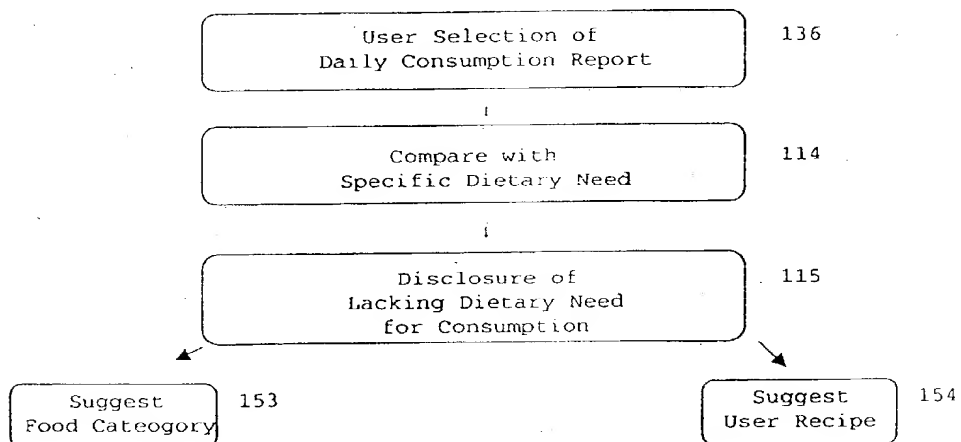 User Selection of 136
Daily Consumption Report
Compare with 114
Specific Dietary Need
Disclosure of 115
Lacking Dietary Need
for Consumption
Suggest 153
Food Cateogory
Suggest 154
User Recipe